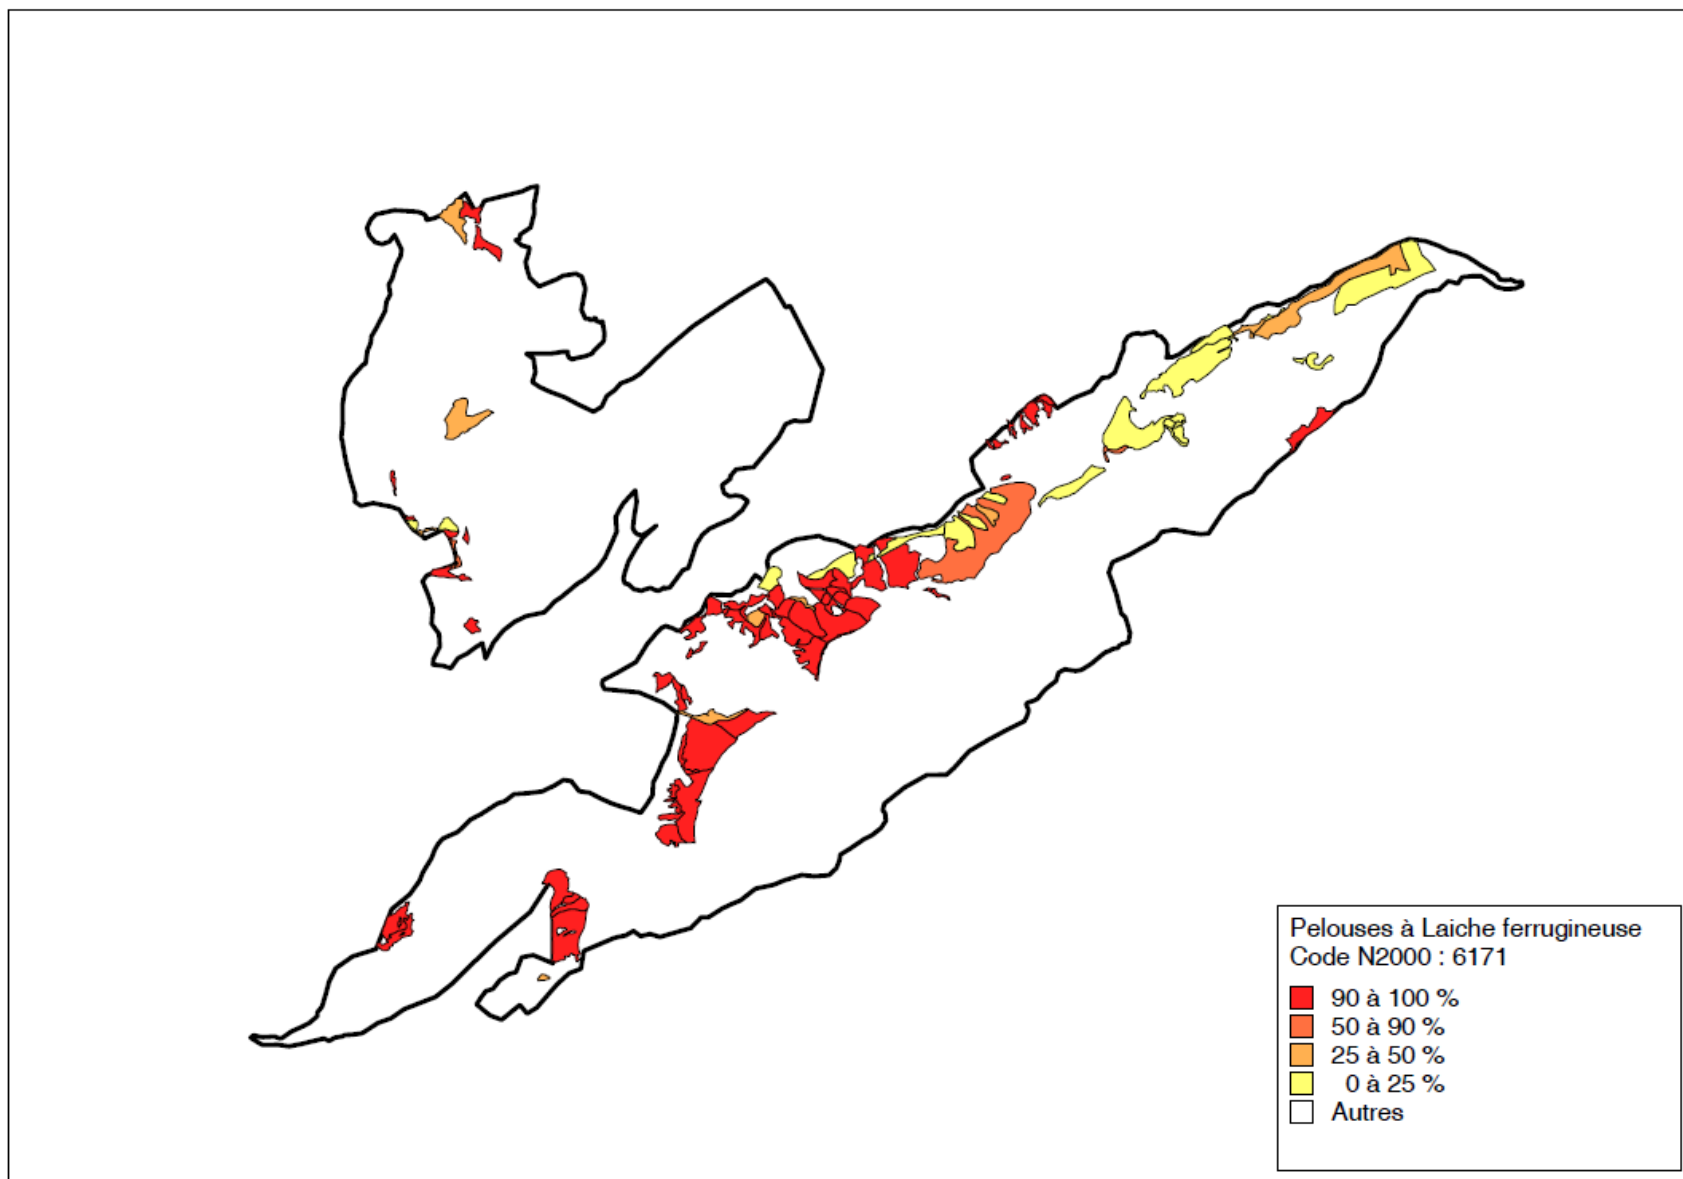 Pelouses à Laiche ferrugineuse
Code N2000 : 6171
90 à 100 %
50 à 90 %
25 à 50 %
0 à 25 %
Autres